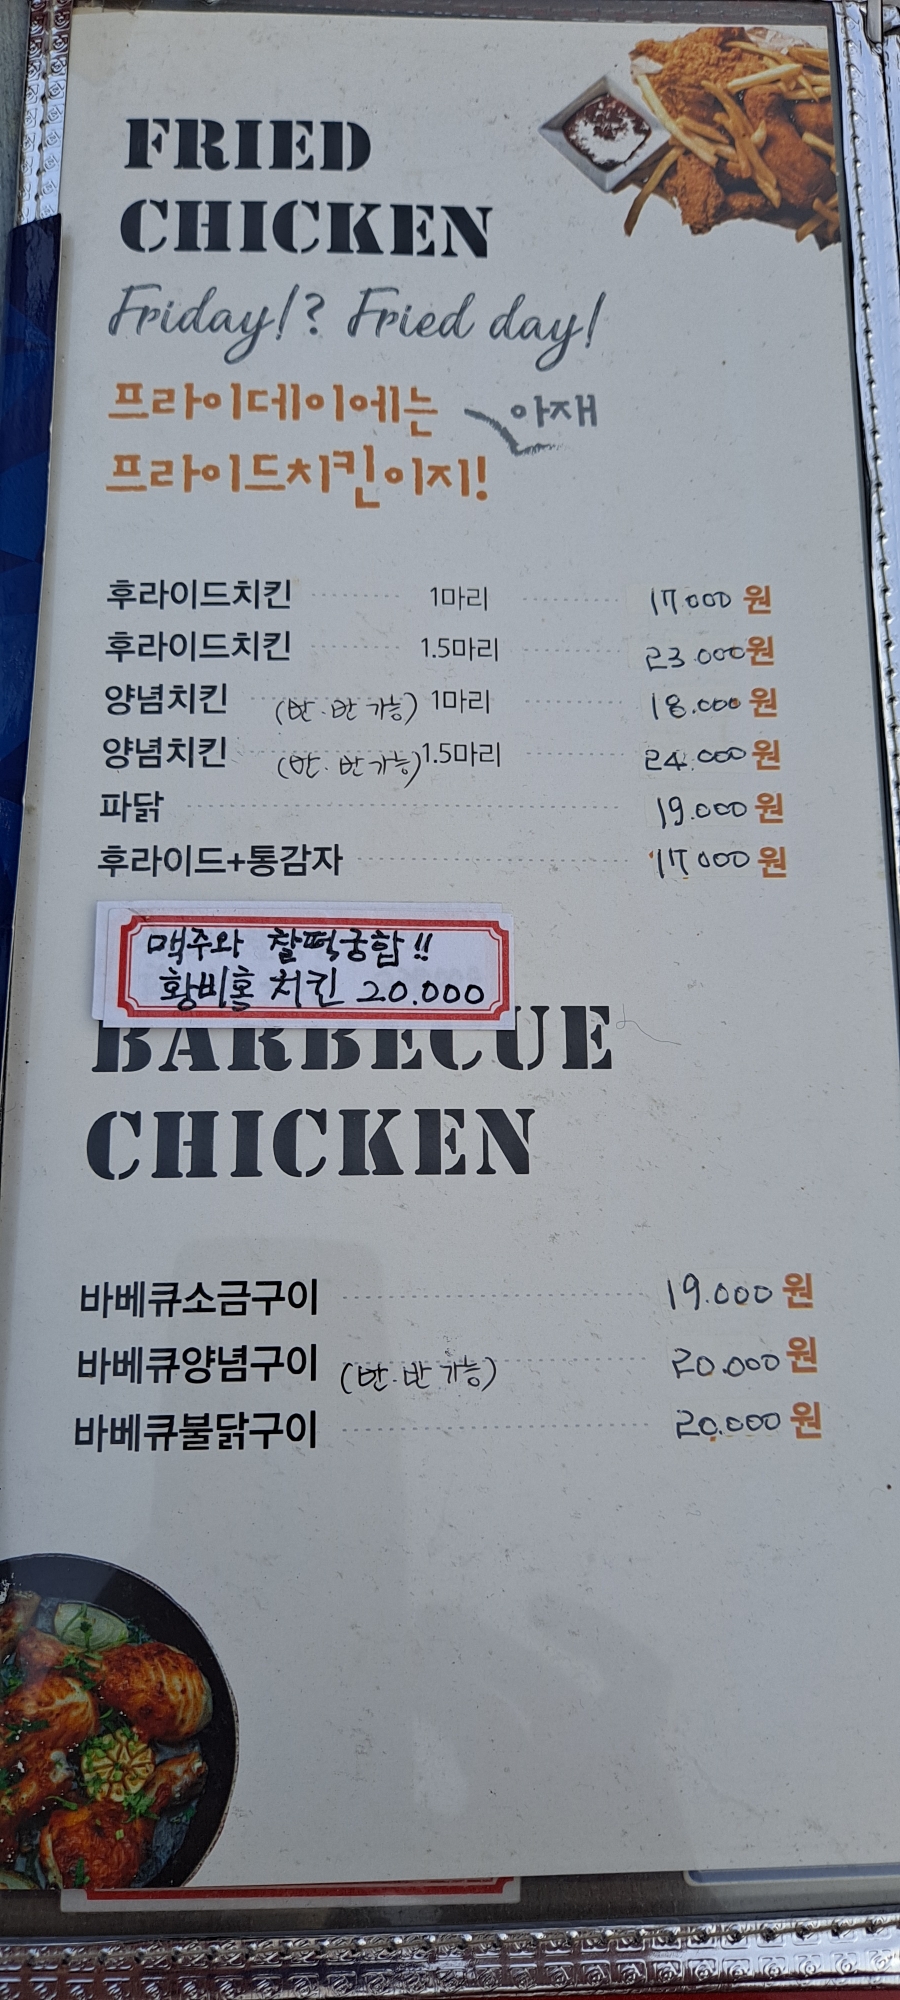 FRIED
CHICKEN
Friday!? Fried day!
프라이데이에는 아재
프라이드치킨이지!
후라이드치킨 1마리 17000원
후라이드치킨 1.5마리 23.000원
양념치킨 (반.반 가능) 1마리 18.000원
양념치킨 (반.반 가능) 1.5마리 24.000원
파닭 19.000원
후라이드+통감자 17000원
맥주와 찰떡궁합!!
황비홍 치킨 20.000
BARBECUE
CHICKEN
바베큐소금구이 19.000원
바베큐양념구이 (반.반 가능) 20.000원
바베큐불닭구이 20.000원